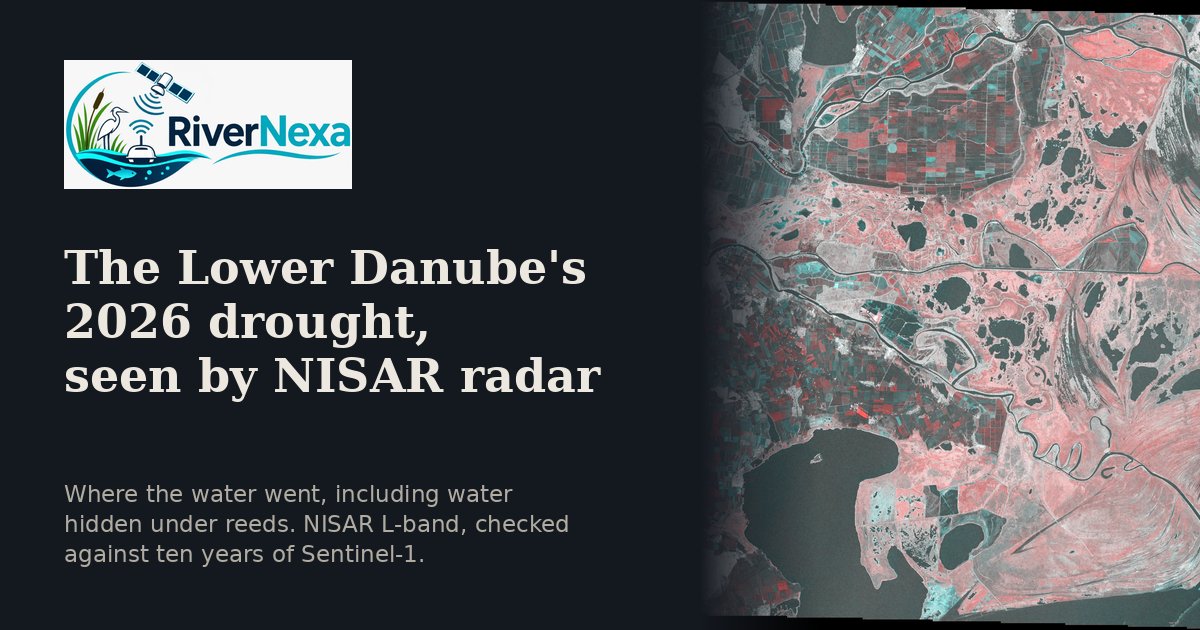 RiverNexa
The Lower Danube's
2026 drought,
seen by NISAR radar
Where the water went, including water
hidden under reeds. NISAR L-band, checked
against ten years of Sentinel-1.